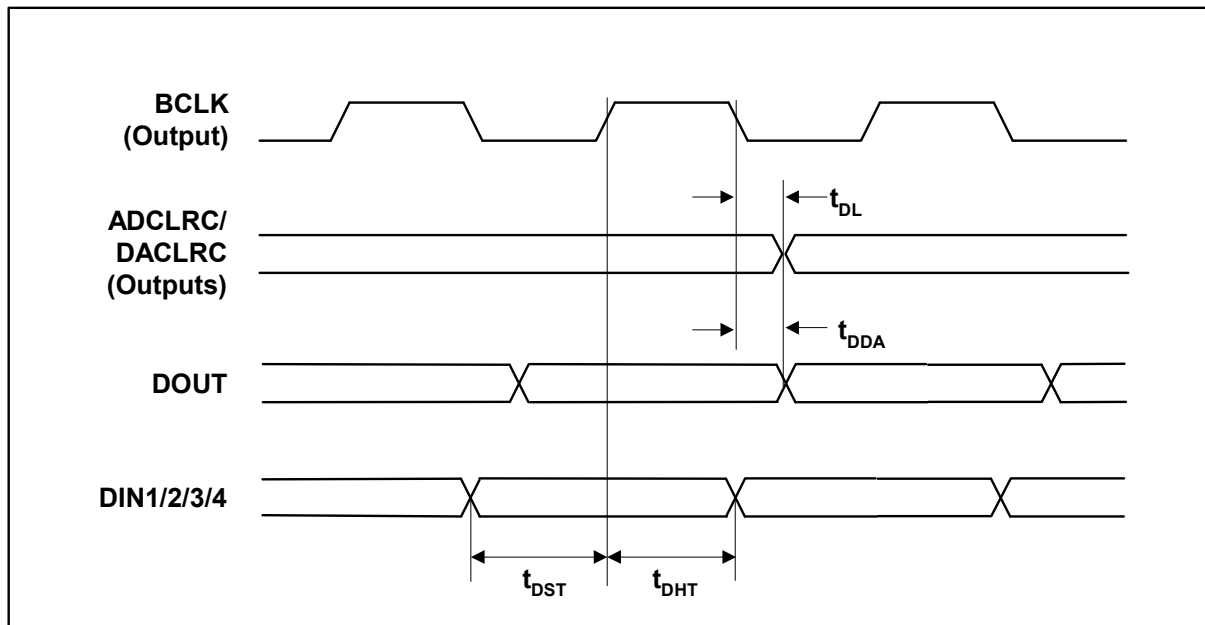 BCLK
(Output)
t_DL
ADCLRC/
DACLRC
(Outputs)
t_DDA
DOUT
DIN1/2/3/4
t_DST
t_DHT